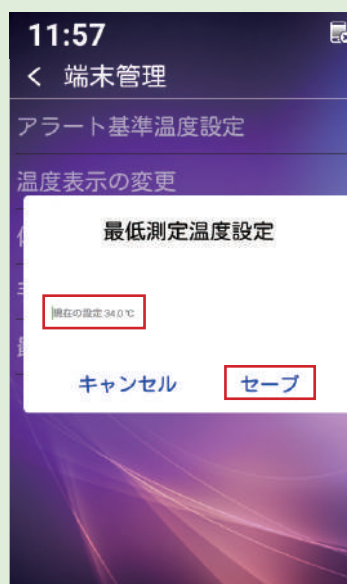 11:57
< 端末管理
アラート基準温度設定
温度表示の変更
最低測定温度設定
現在の設定 34.0 ℃
キャンセル セーブ